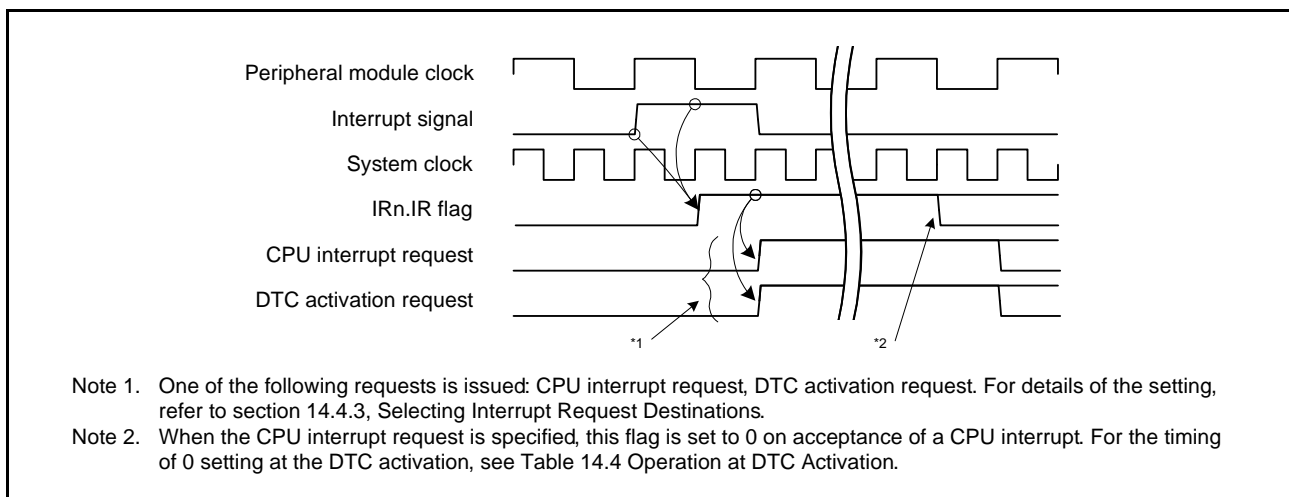 Peripheral module clock
Interrupt signal
System clock
IRn.IR flag
CPU interrupt request
DTC activation request
*1
*2
Note 1. One of the following requests is issued: CPU interrupt request, DTC activation request. For details of the setting,
refer to section 14.4.3, Selecting Interrupt Request Destinations.
Note 2. When the CPU interrupt request is specified, this flag is set to 0 on acceptance of a CPU interrupt. For the timing
of 0 setting at the DTC activation, see Table 14.4 Operation at DTC Activation.